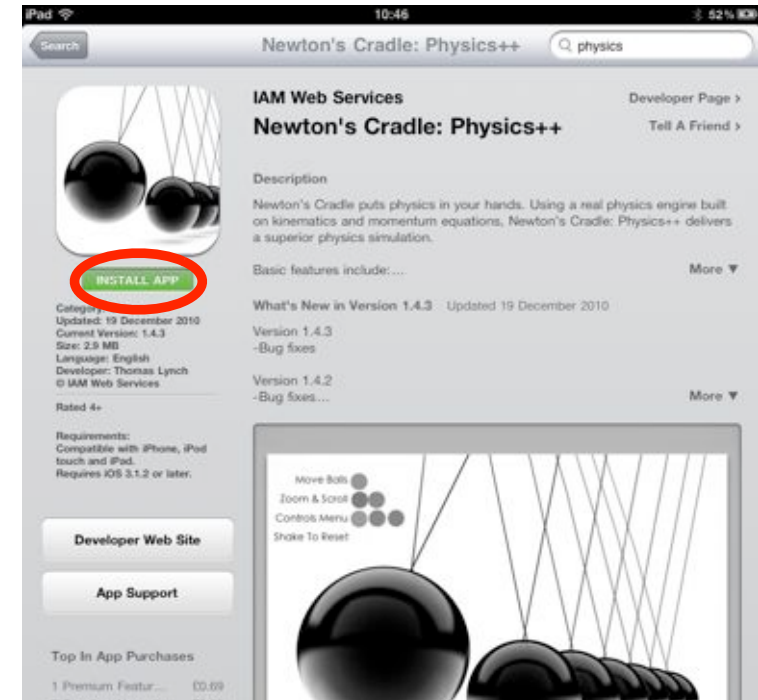 iPad 10:46 52%
Search Newton's Cradle: Physics++ physics
IAM Web Services Developer Page >
Newton's Cradle: Physics++ Tell A Friend >
Description
Newton's Cradle puts physics in your hands. Using a real physics engine built
on kinematics and momentum equations, Newton's Cradle: Physics++ delivers
a superior physics simulation.
Basic features include:... More ▼
What's New in Version 1.4.3 Updated 19 December 2010
Version 1.4.3
-Bug fixes
Version 1.4.2
-Bug fixes... More ▼
INSTALL APP
Category:
Updated: 19 December 2010
Current Version: 1.4.3
Size: 2.9 MB
Language: English
Developer: Thomas Lynch
© IAM Web Services
Rated 4+
Requirements:
Compatible with iPhone, iPod
touch and iPad.
Requires iOS 3.1.2 or later.
Developer Web Site
App Support
Top In App Purchases
1 Premium Featur... £0.69
Move Balls
Zoom & Scroll
Controls Menu
Shake To Reset